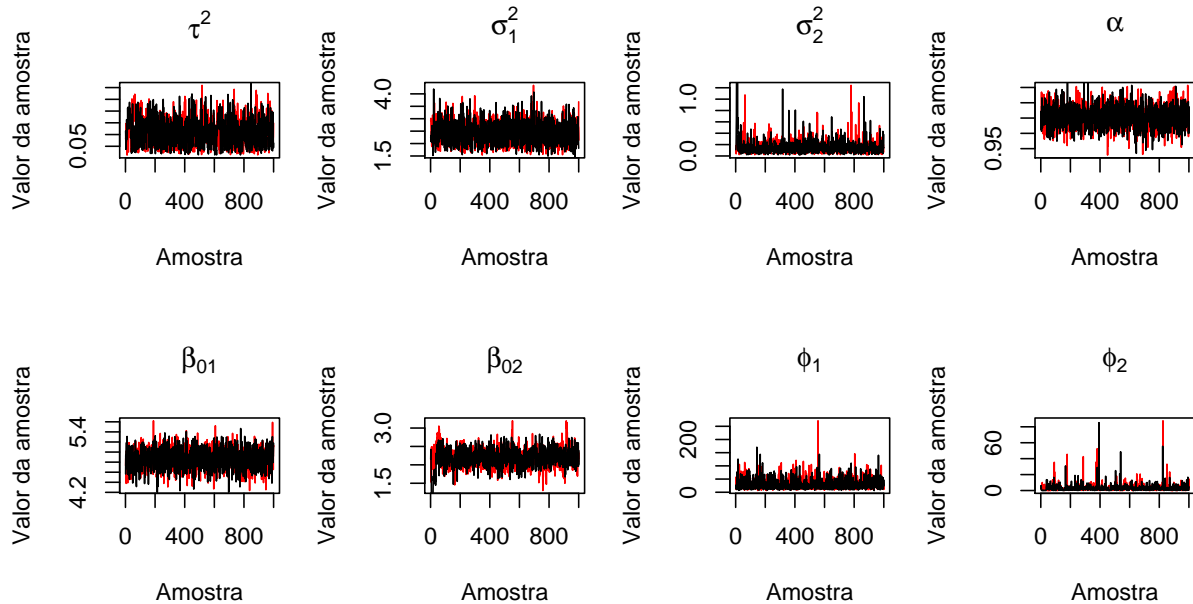 τ²
Valor da amostra
0.05
0 400 800
Amostra
σ₁²
Valor da amostra
1.5 4.0
0 400 800
Amostra
σ₂²
Valor da amostra
0.0 1.0
0 400 800
Amostra
α
Valor da amostra
0.95
0 400 800
Amostra
β₀₁
Valor da amostra
4.2 5.4
0 400 800
Amostra
β₀₂
Valor da amostra
1.5 3.0
0 400 800
Amostra
ϕ₁
Valor da amostra
0 200
0 400 800
Amostra
ϕ₂
Valor da amostra
0 60
0 400 800
Amostra